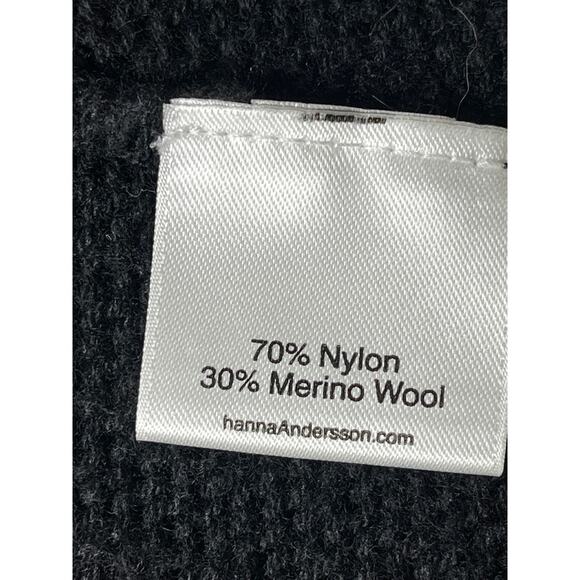 70% Nylon
30% Merino Wool
hannaAndersson.com